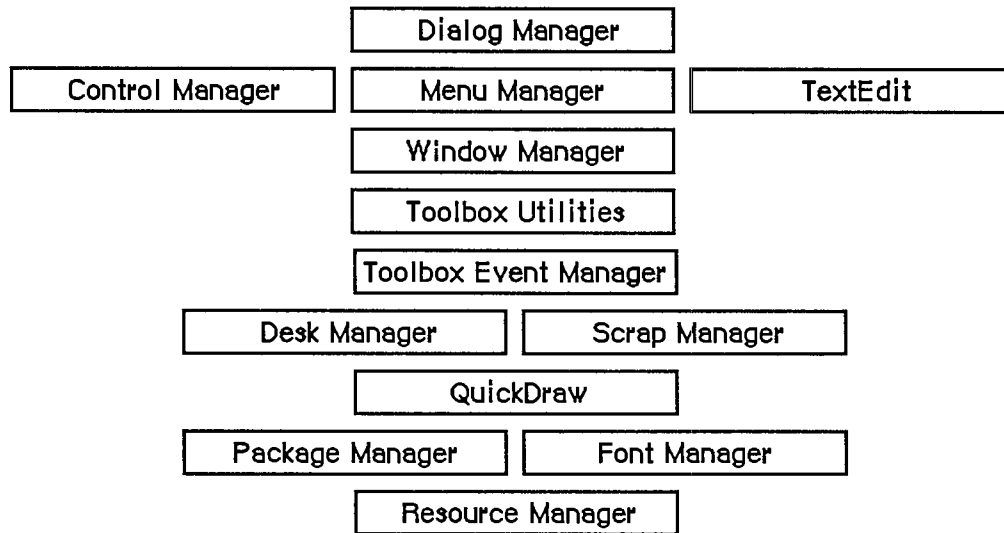 Dialog Manager
Control Manager Menu Manager TextEdit
Window Manager
Toolbox Utilities
Toolbox Event Manager
Desk Manager Scrap Manager
QuickDraw
Package Manager Font Manager
Resource Manager